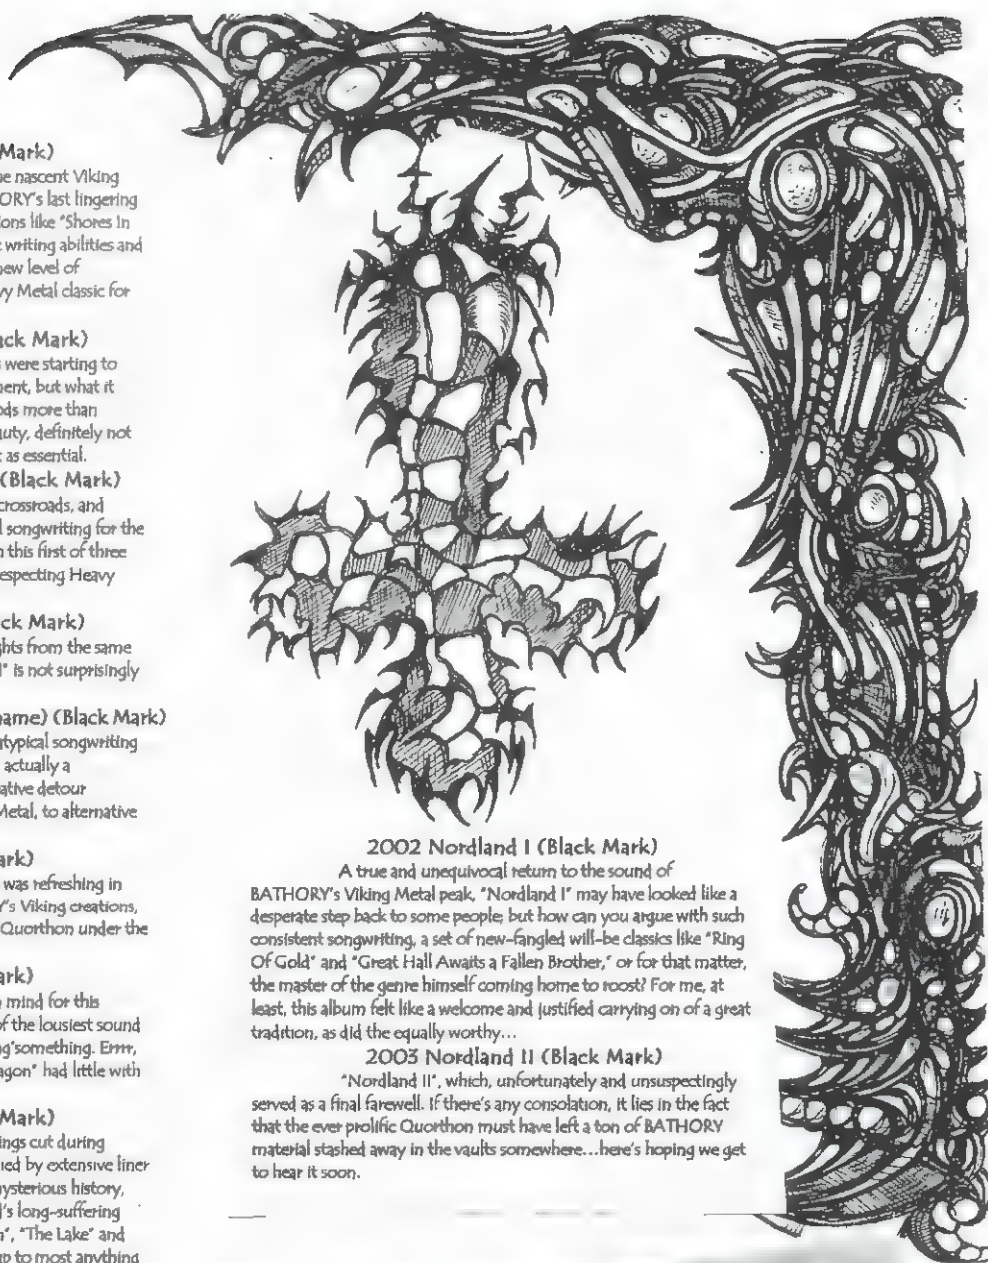 Mark)
e nascent Viking
ORY's last lingering
ions like "Shores in
writing abilities and
new level of
vy Metal classic for
ack Mark)
s were starting to
ment, but what it
ods more than
auty, definitely not
t as essential.
(Black Mark)
crossroads, and
l songwriting for the
n this first of three
especting Heavy
ck Mark)
ghts from the same
" is not surprisingly
name) (Black Mark)
atypical songwriting
actually a
ative detour
Metal, to alternative
ark)
was refreshing in
Y's Viking creations,
Quorthon under the
ark)
n mind for this
of the lousiest sound
ng something. Errrr,
agon" had little with
Mark)
ings cut during
ied by extensive liner
ysterious history,
d's long-suffering
n", "The Lake" and
up to most anything
2002 Nordland I (Black Mark)
A true and unequivocal return to the sound of
BATHORY's Viking Metal peak, "Nordland I" may have looked like a
desperate step back to some people, but how can you argue with such
consistent songwriting, a set of new-fangled will-be classics like "Ring
Of Gold" and "Great Hall Awaits a Fallen Brother," or for that matter,
the master of the genre himself coming home to roost? For me, at
least, this album felt like a welcome and justified carrying on of a great
tradition, as did the equally worthy...
2003 Nordland II (Black Mark)
"Nordland II", which, unfortunately and unsuspectingly
served as a final farewell. If there's any consolation, it lies in the fact
that the ever prolific Quorthon must have left a ton of BATHORY
material stashed away in the vaults somewhere...here's hoping we get
to hear it soon.